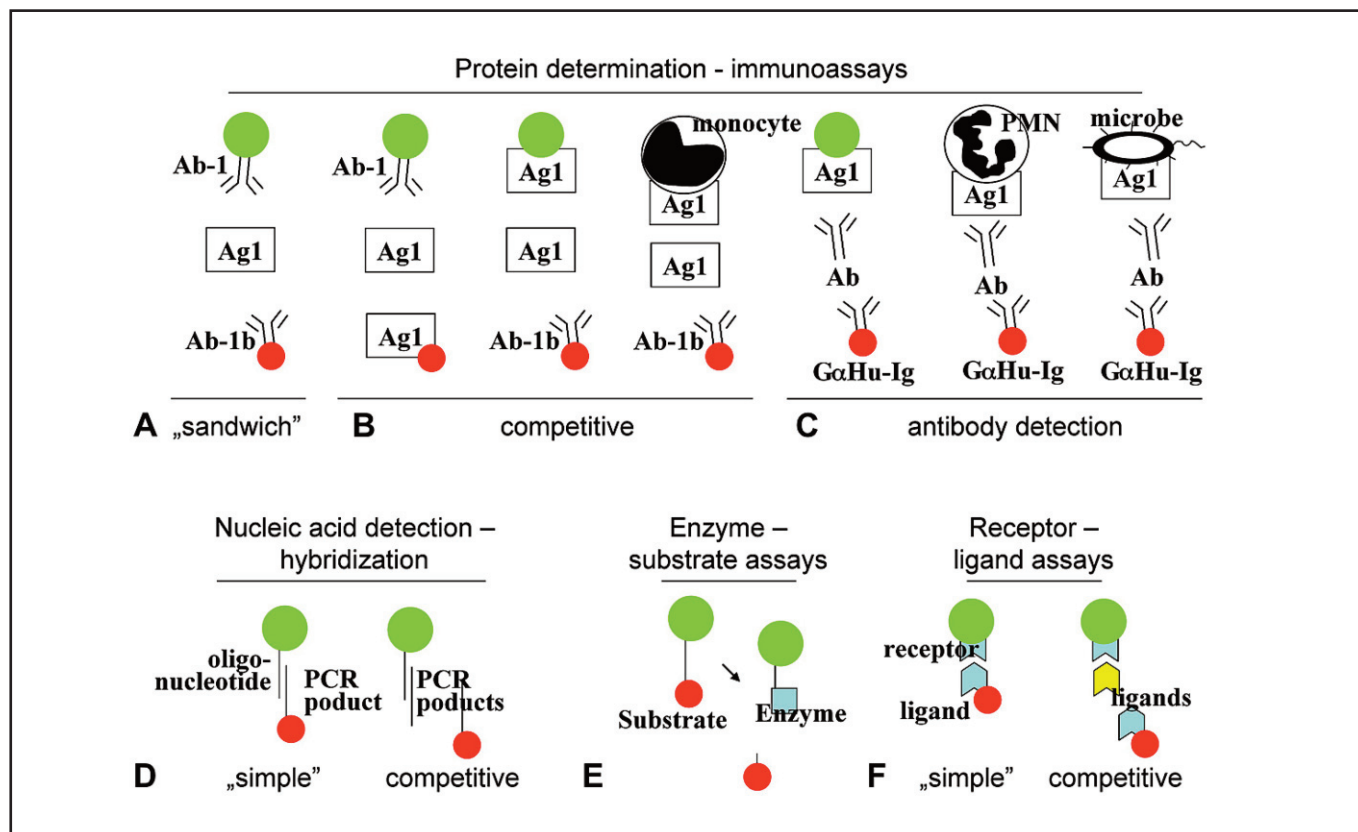 Protein determination - immunoassays
monocyte
PMN
microbe
Ab-1
Ab-1
Ag1
Ag1
Ag1
Ag1
Ag1
Ag1
Ag1
Ag1
Ag1
Ab
Ab
Ab
Ab-1b
Ag1
Ab-1b
Ab-1b
GαHu-Ig
GαHu-Ig
GαHu-Ig
A „sandwich”
B competitive
C antibody detection
Nucleic acid detection –
hybridization
Enzyme –
substrate assays
Receptor –
ligand assays
oligo-
nucleotide
PCR
poduct
PCR
poducts
Substrate
Enzyme
receptor
ligand
ligands
D „simple”
competitive
E
F „simple”
competitive